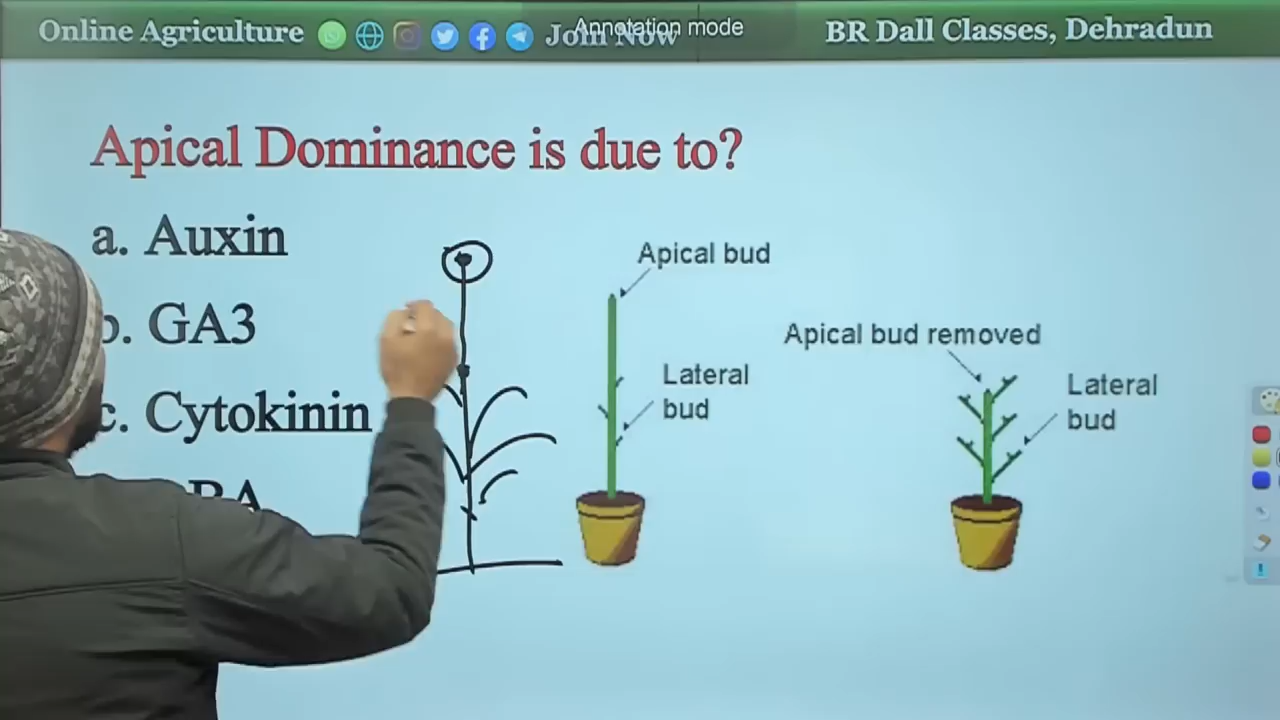 Online Agriculture Join Now BR Dall Classes, Dehradun
Annotation mode
Apical Dominance is due to?
a. Auxin
b. GA3
c. Cytokinin
BA
Apical bud
Lateral
bud
Apical bud removed
Lateral
bud